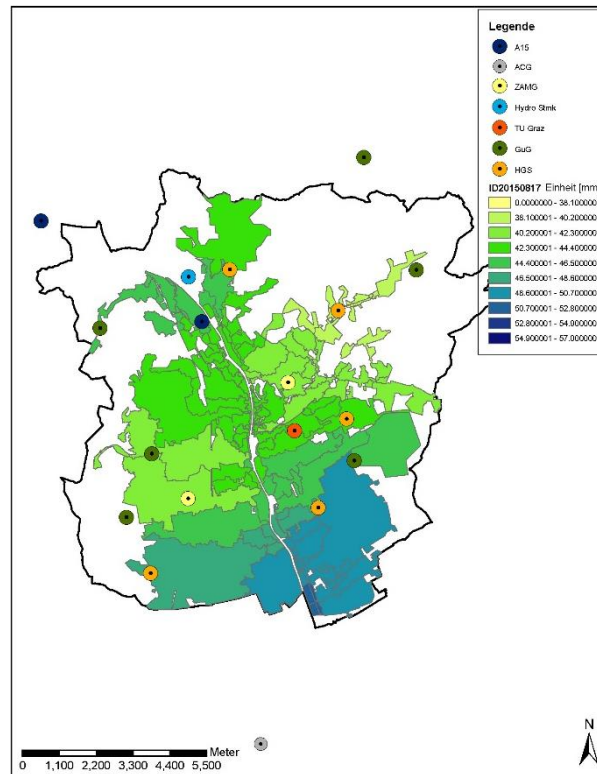 Legende
A15
ACG
ZAMG
Hydro Stmk
TU Graz
GuG
HGS
ID20150817 Einheit [mm
0.0000000 - 38.100000
38.100001 - 40.200000
40.200001 - 42.300000
42.300001 - 44.400000
44.400001 - 46.500000
46.500001 - 48.600000
48.600001 - 50.700000
50.700001 - 52.800000
52.800001 - 54.900000
54.900001 - 57.000000
N
Meter
0 1,100 2,200 3,300 4,400 5,500